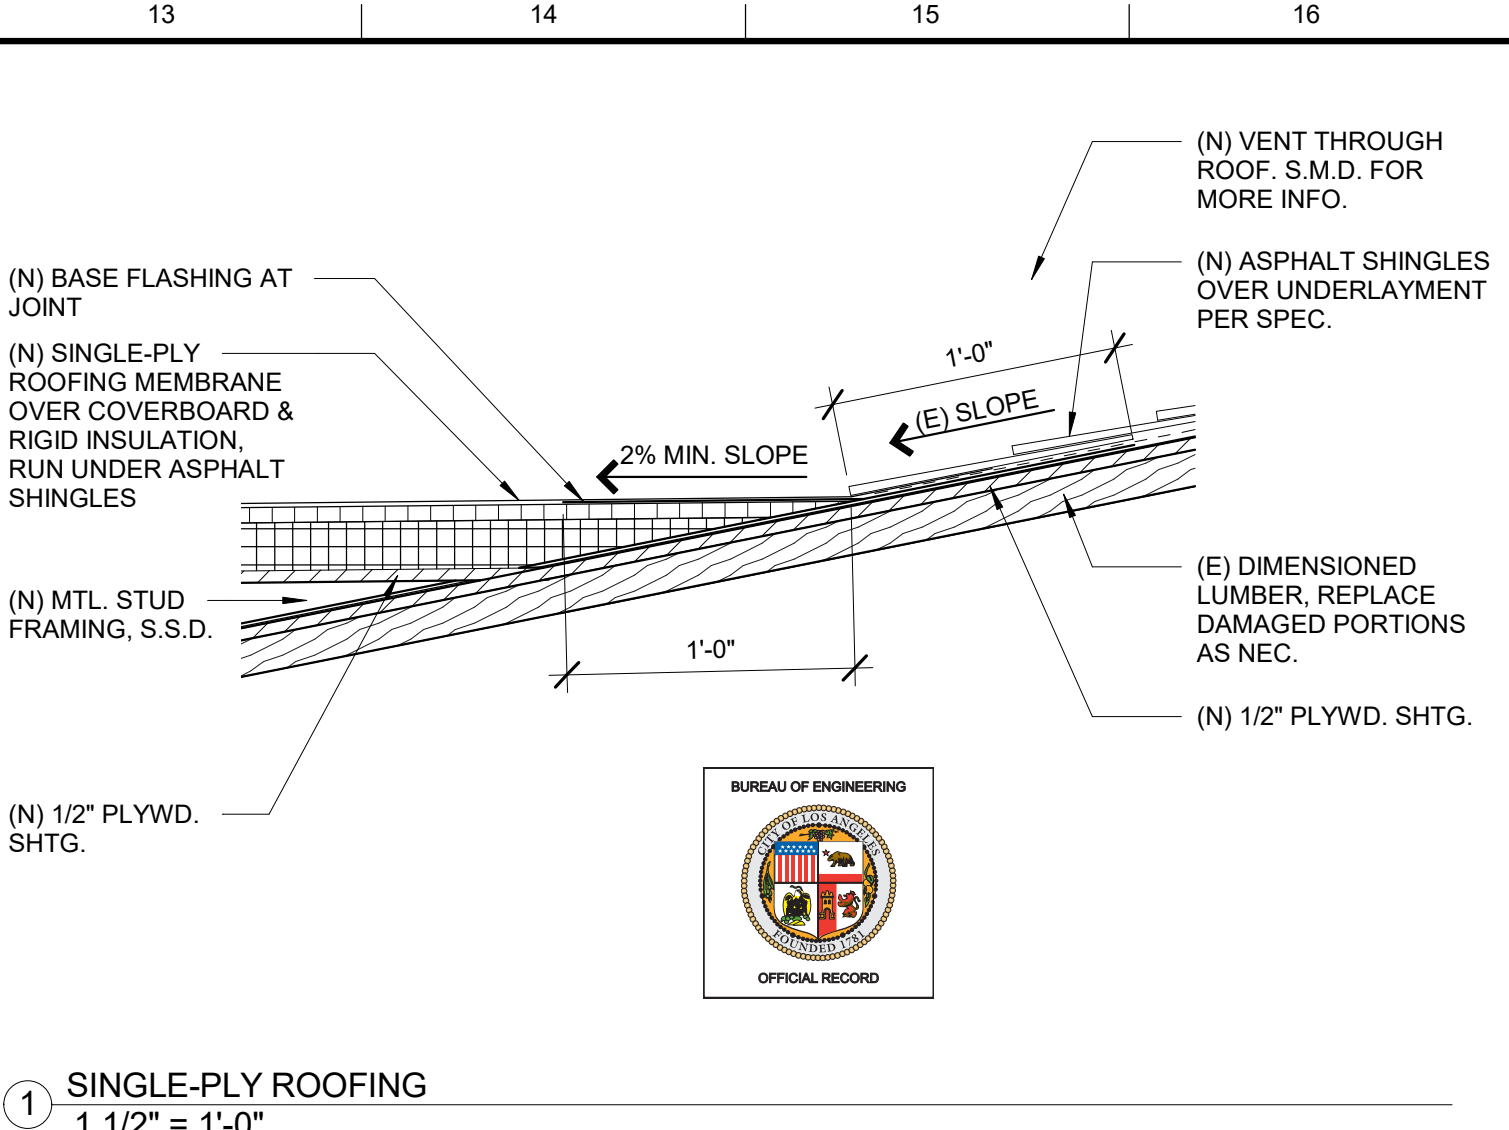 13
14
15
16
(N) VENT THROUGH
ROOF. S.M.D. FOR
MORE INFO.
(N) ASPHALT SHINGLES
OVER UNDERLAYMENT
PER SPEC.
(N) BASE FLASHING AT
JOINT
(N) SINGLE-PLY
ROOFING MEMBRANE
OVER COVERBOARD &
RIGID INSULATION,
RUN UNDER ASPHALT
SHINGLES
1'-0"
(E) SLOPE
2% MIN. SLOPE
(N) MTL. STUD
FRAMING, S.S.D.
(E) DIMENSIONED
LUMBER, REPLACE
DAMAGED PORTIONS
AS NEC.
1'-0"
(N) 1/2" PLYWD. SHTG.
(N) 1/2" PLYWD.
SHTG.
BUREAU OF ENGINEERING
CITY OF LOS ANGELES
FOUNDED 1781
OFFICIAL RECORD
1
SINGLE-PLY ROOFING
1 1/2" = 1'-0"